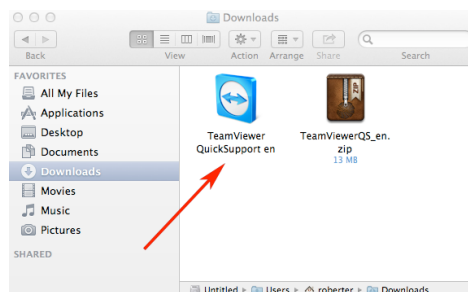 Downloads
Back View Action Arrange Share Search
FAVORITES
All My Files
Applications
Desktop
Documents
Downloads
Movies
Music
Pictures
SHARED
TeamViewer
QuickSupport en
ZIP
TeamViewerQS_en.
zip
13 MB
Untitled ▸ Users ▸ roberter ▸ Downloads